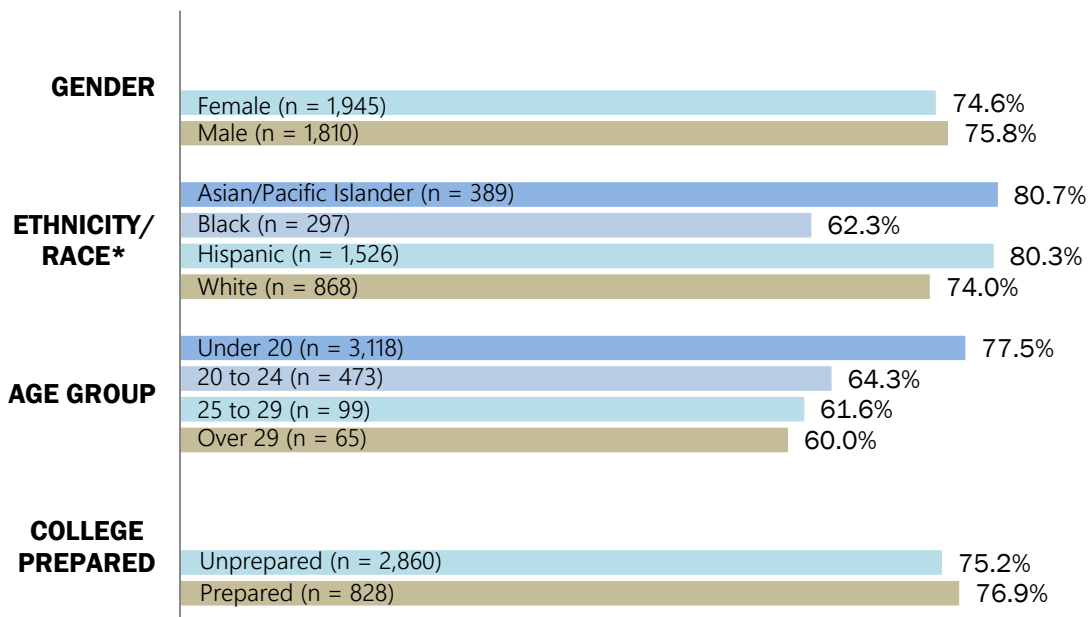 GENDER
Female (n = 1,945) 74.6%
Male (n = 1,810) 75.8%
ETHNICITY/
RACE*
Asian/Pacific Islander (n = 389) 80.7%
Black (n = 297) 62.3%
Hispanic (n = 1,526) 80.3%
White (n = 868) 74.0%
AGE GROUP
Under 20 (n = 3,118) 77.5%
20 to 24 (n = 473) 64.3%
25 to 29 (n = 99) 61.6%
Over 29 (n = 65) 60.0%
COLLEGE
PREPARED
Unprepared (n = 2,860) 75.2%
Prepared (n = 828) 76.9%